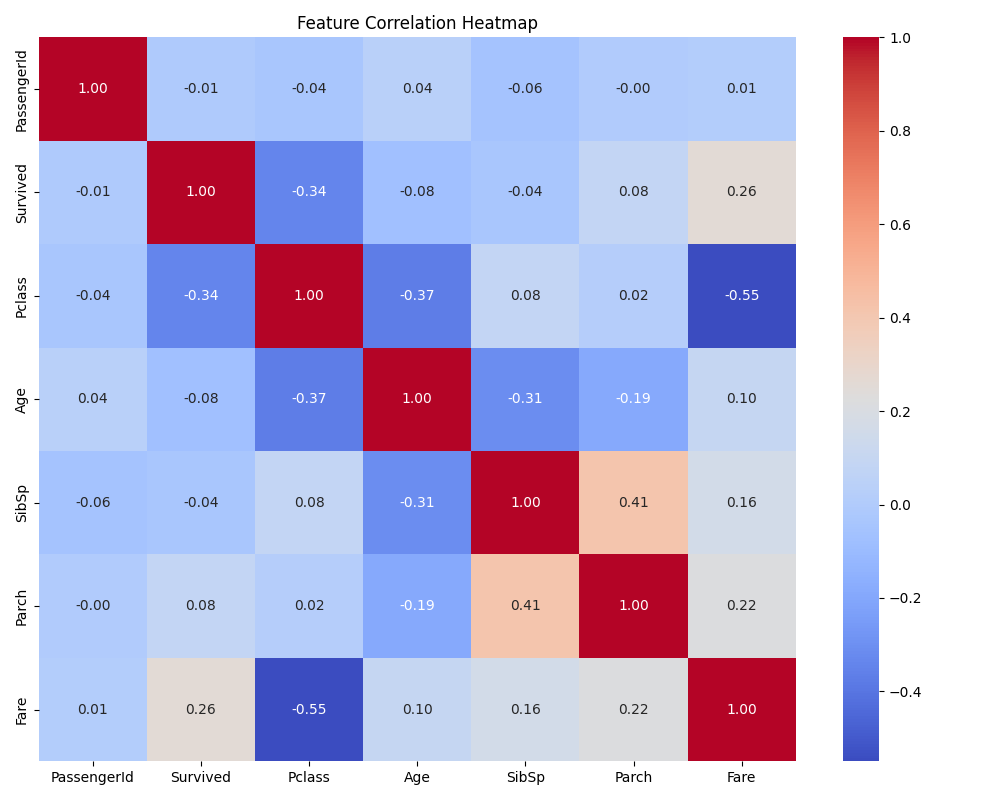 Feature Correlation Heatmap
PassengerId 1.00 -0.01 -0.04 0.04 -0.06 -0.00 0.01
Survived -0.01 1.00 -0.34 -0.08 -0.04 0.08 0.26
Pclass -0.04 -0.34 1.00 -0.37 0.08 0.02 -0.55
Age 0.04 -0.08 -0.37 1.00 -0.31 -0.19 0.10
SibSp -0.06 -0.04 0.08 -0.31 1.00 0.41 0.16
Parch -0.00 0.08 0.02 -0.19 0.41 1.00 0.22
Fare 0.01 0.26 -0.55 0.10 0.16 0.22 1.00
PassengerId Survived Pclass Age SibSp Parch Fare
1.0
0.8
0.6
0.4
0.2
0.0
−0.2
−0.4